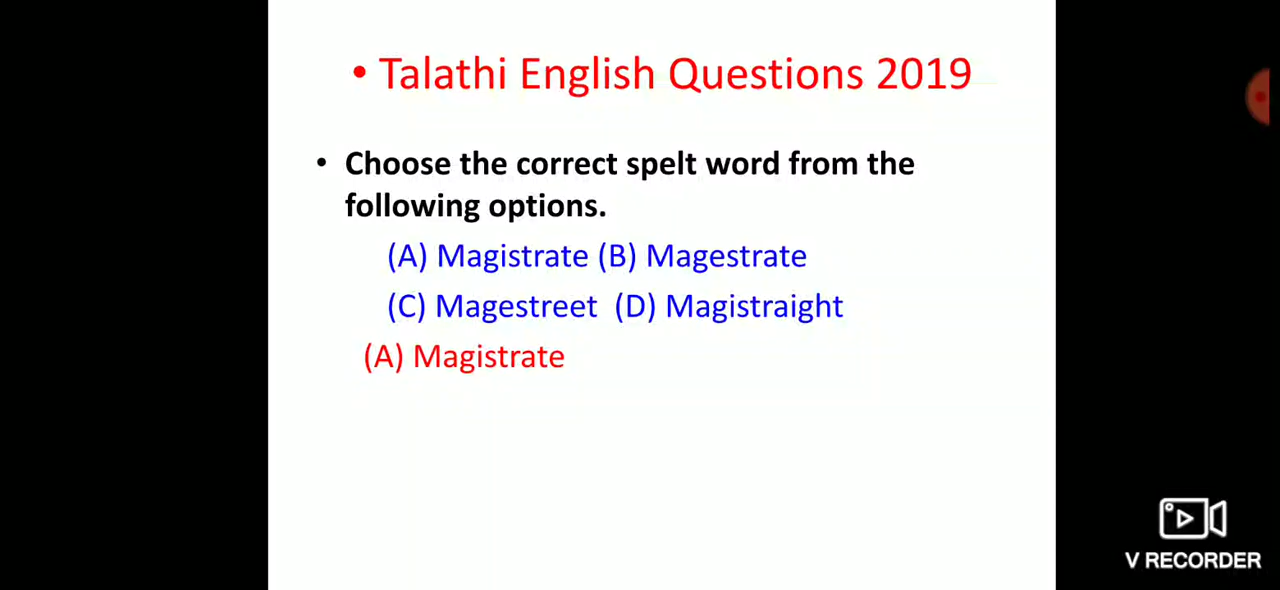 • Talathi English Questions 2019
• Choose the correct spelt word from the
following options.
(A) Magistrate (B) Magestrate
(C) Magestreet (D) Magistraight
(A) Magistrate
V RECORDER